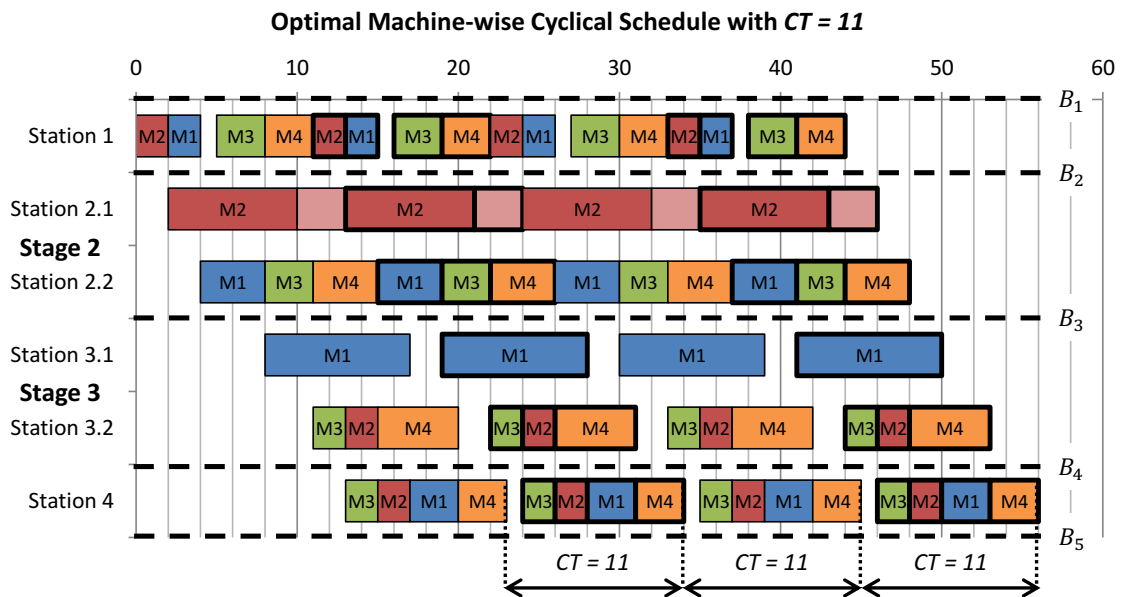 Optimal Machine-wise Cyclical Schedule with CT = 11
0 10 20 30 40 50 60
B₁
Station 1 M2 M1 M3 M4 M2 M1 M3 M4 M2 M1 M3 M4 M2 M1 M3 M4
B₂
Station 2.1 M2 M2 M2 M2
Stage 2
Station 2.2 M1 M3 M4 M1 M3 M4 M1 M3 M4 M1 M3 M4
B₃
Station 3.1 M1 M1 M1 M1
Stage 3
Station 3.2 M3 M2 M4 M3 M2 M4 M3 M2 M4 M3 M2 M4
B₄
Station 4 M3 M2 M1 M4 M3 M2 M1 M4 M3 M2 M1 M4 M3 M2 M1 M4
B₅
CT = 11 CT = 11 CT = 11